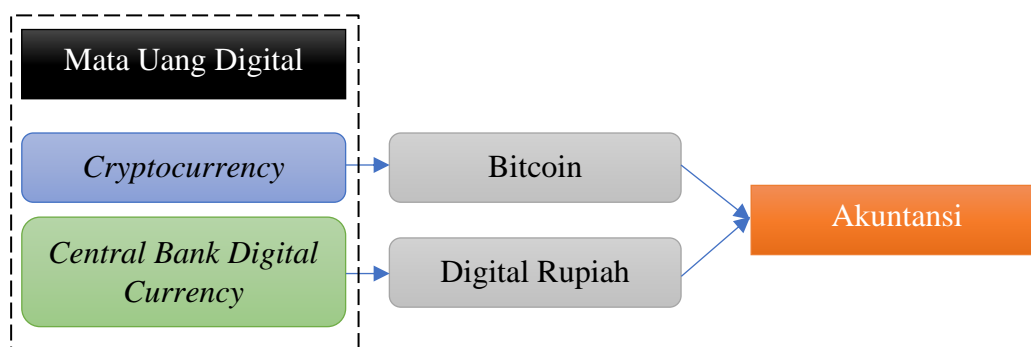 Mata Uang Digital
Cryptocurrency
Bitcoin
Akuntansi
Central Bank Digital
Currency
Digital Rupiah